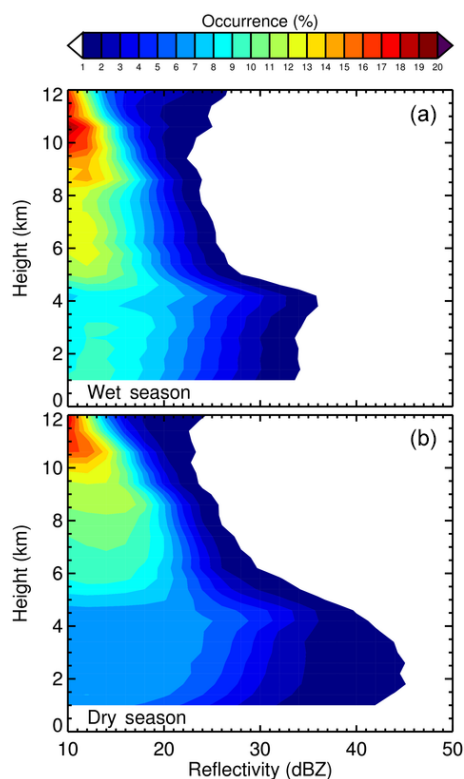 Occurrence (%)
1 2 3 4 5 6 7 8 9 10 11 12 13 14 15 16 17 18 19 20
12
10
8
6
4
2
0
Height (km)
(a)
Wet season
12
10
8
6
4
2
0
Height (km)
(b)
Dry season
10 20 30 40 50
Reflectivity (dBZ)